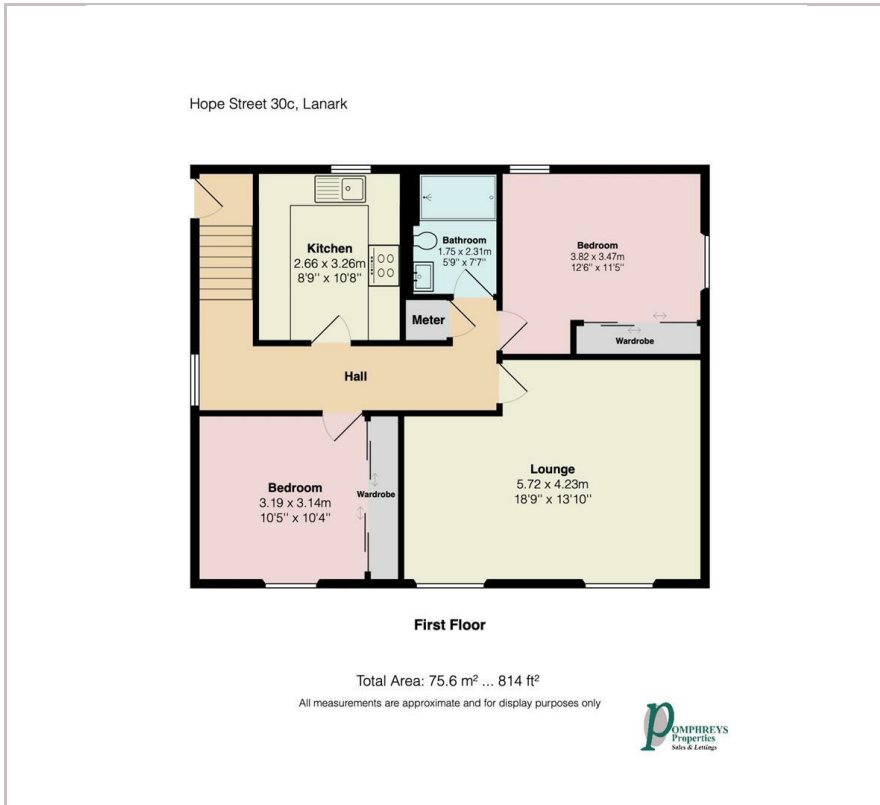 Hope Street 30c, Lanark
Kitchen
2.66 x 3.26m
8'9'' x 10'8''
Bathroom
1.75 x 2.31m
5'9" x 7'7"
Bedroom
3.82 x 3.47m
12'6" x 11'5"
Meter
Wardrobe
Hall
Bedroom
3.19 x 3.14m
10'5'' x 10'4''
Wardrobe
Lounge
5.72 x 4.23m
18'9'' x 13'10''
First Floor
Total Area: 75.6 m² ... 814 ft²
All measurements are approximate and for display purposes only
POMPHREYS
Properties
Sales & Lettings